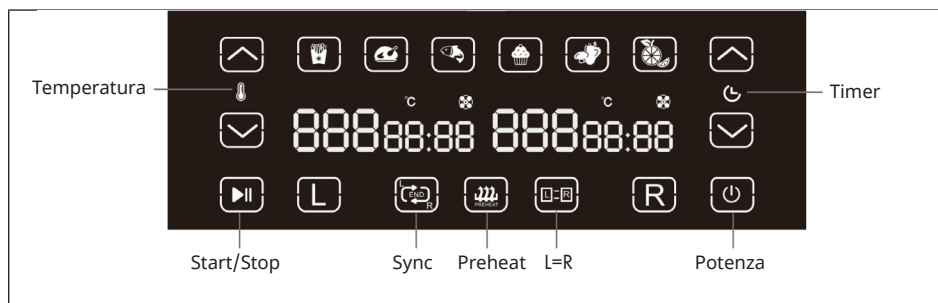 ℃ ℃
Temperatura Timer
888 88:88 888 88:88
L L END R PREHEAT L=R R
Start/Stop Sync Preheat L=R Potenza